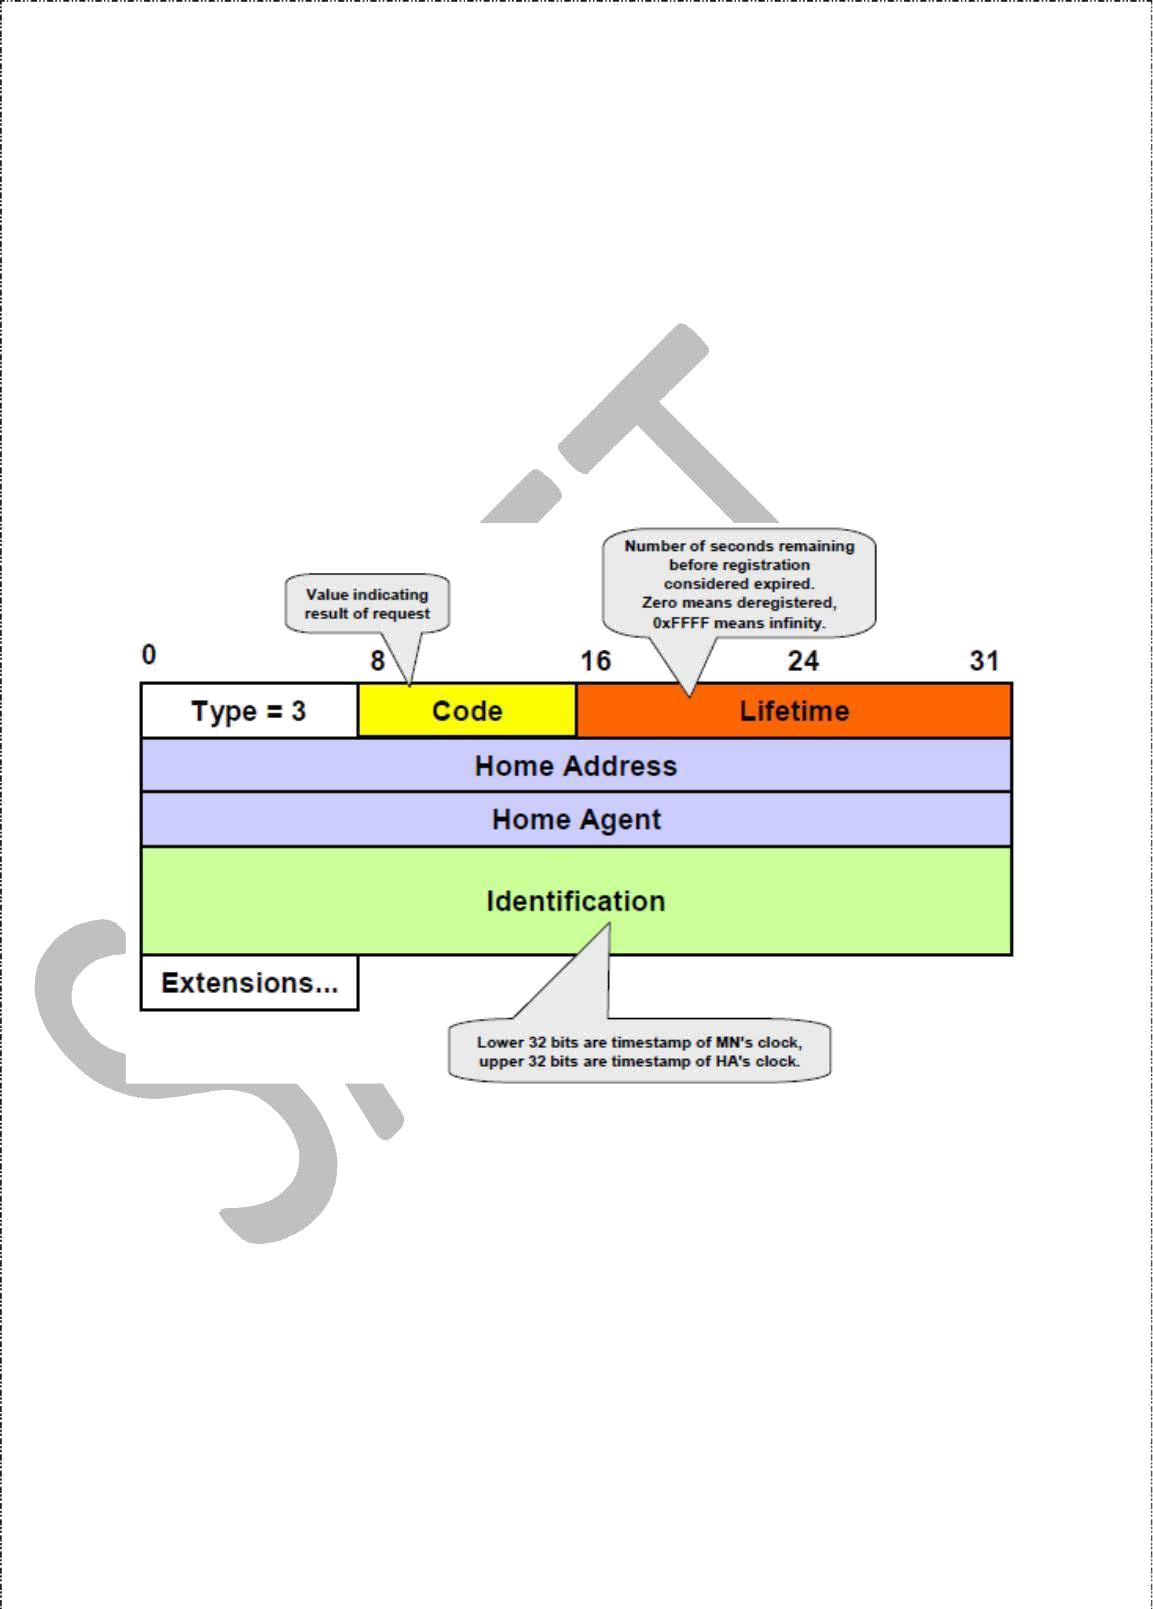 Number of seconds remaining
before registration
considered expired.
Zero means deregistered,
0xFFFF means infinity.
Value indicating
result of request
0 8 16 24 31
Type = 3 Code Lifetime
Home Address
Home Agent
Identification
Extensions...
Lower 32 bits are timestamp of MN's clock,
upper 32 bits are timestamp of HA's clock.